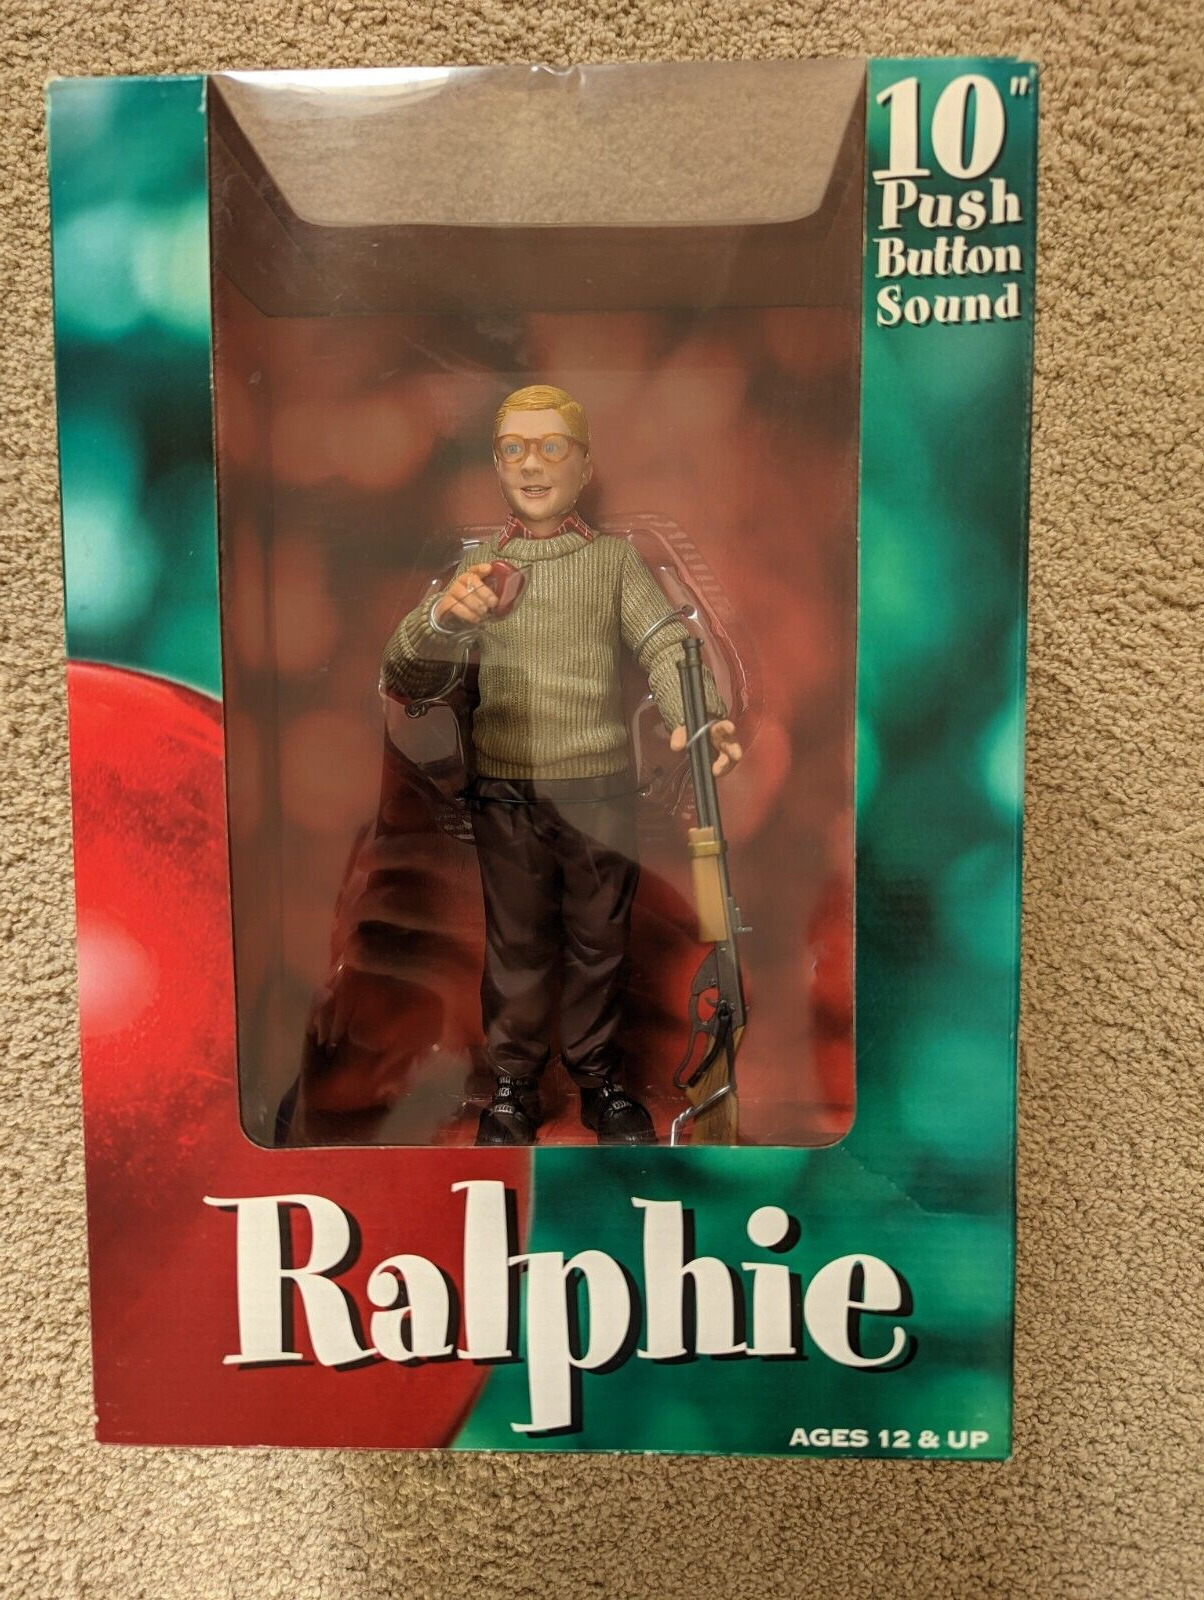 10"
Push
Button
Sound
Ralphie
AGES 12 & UP